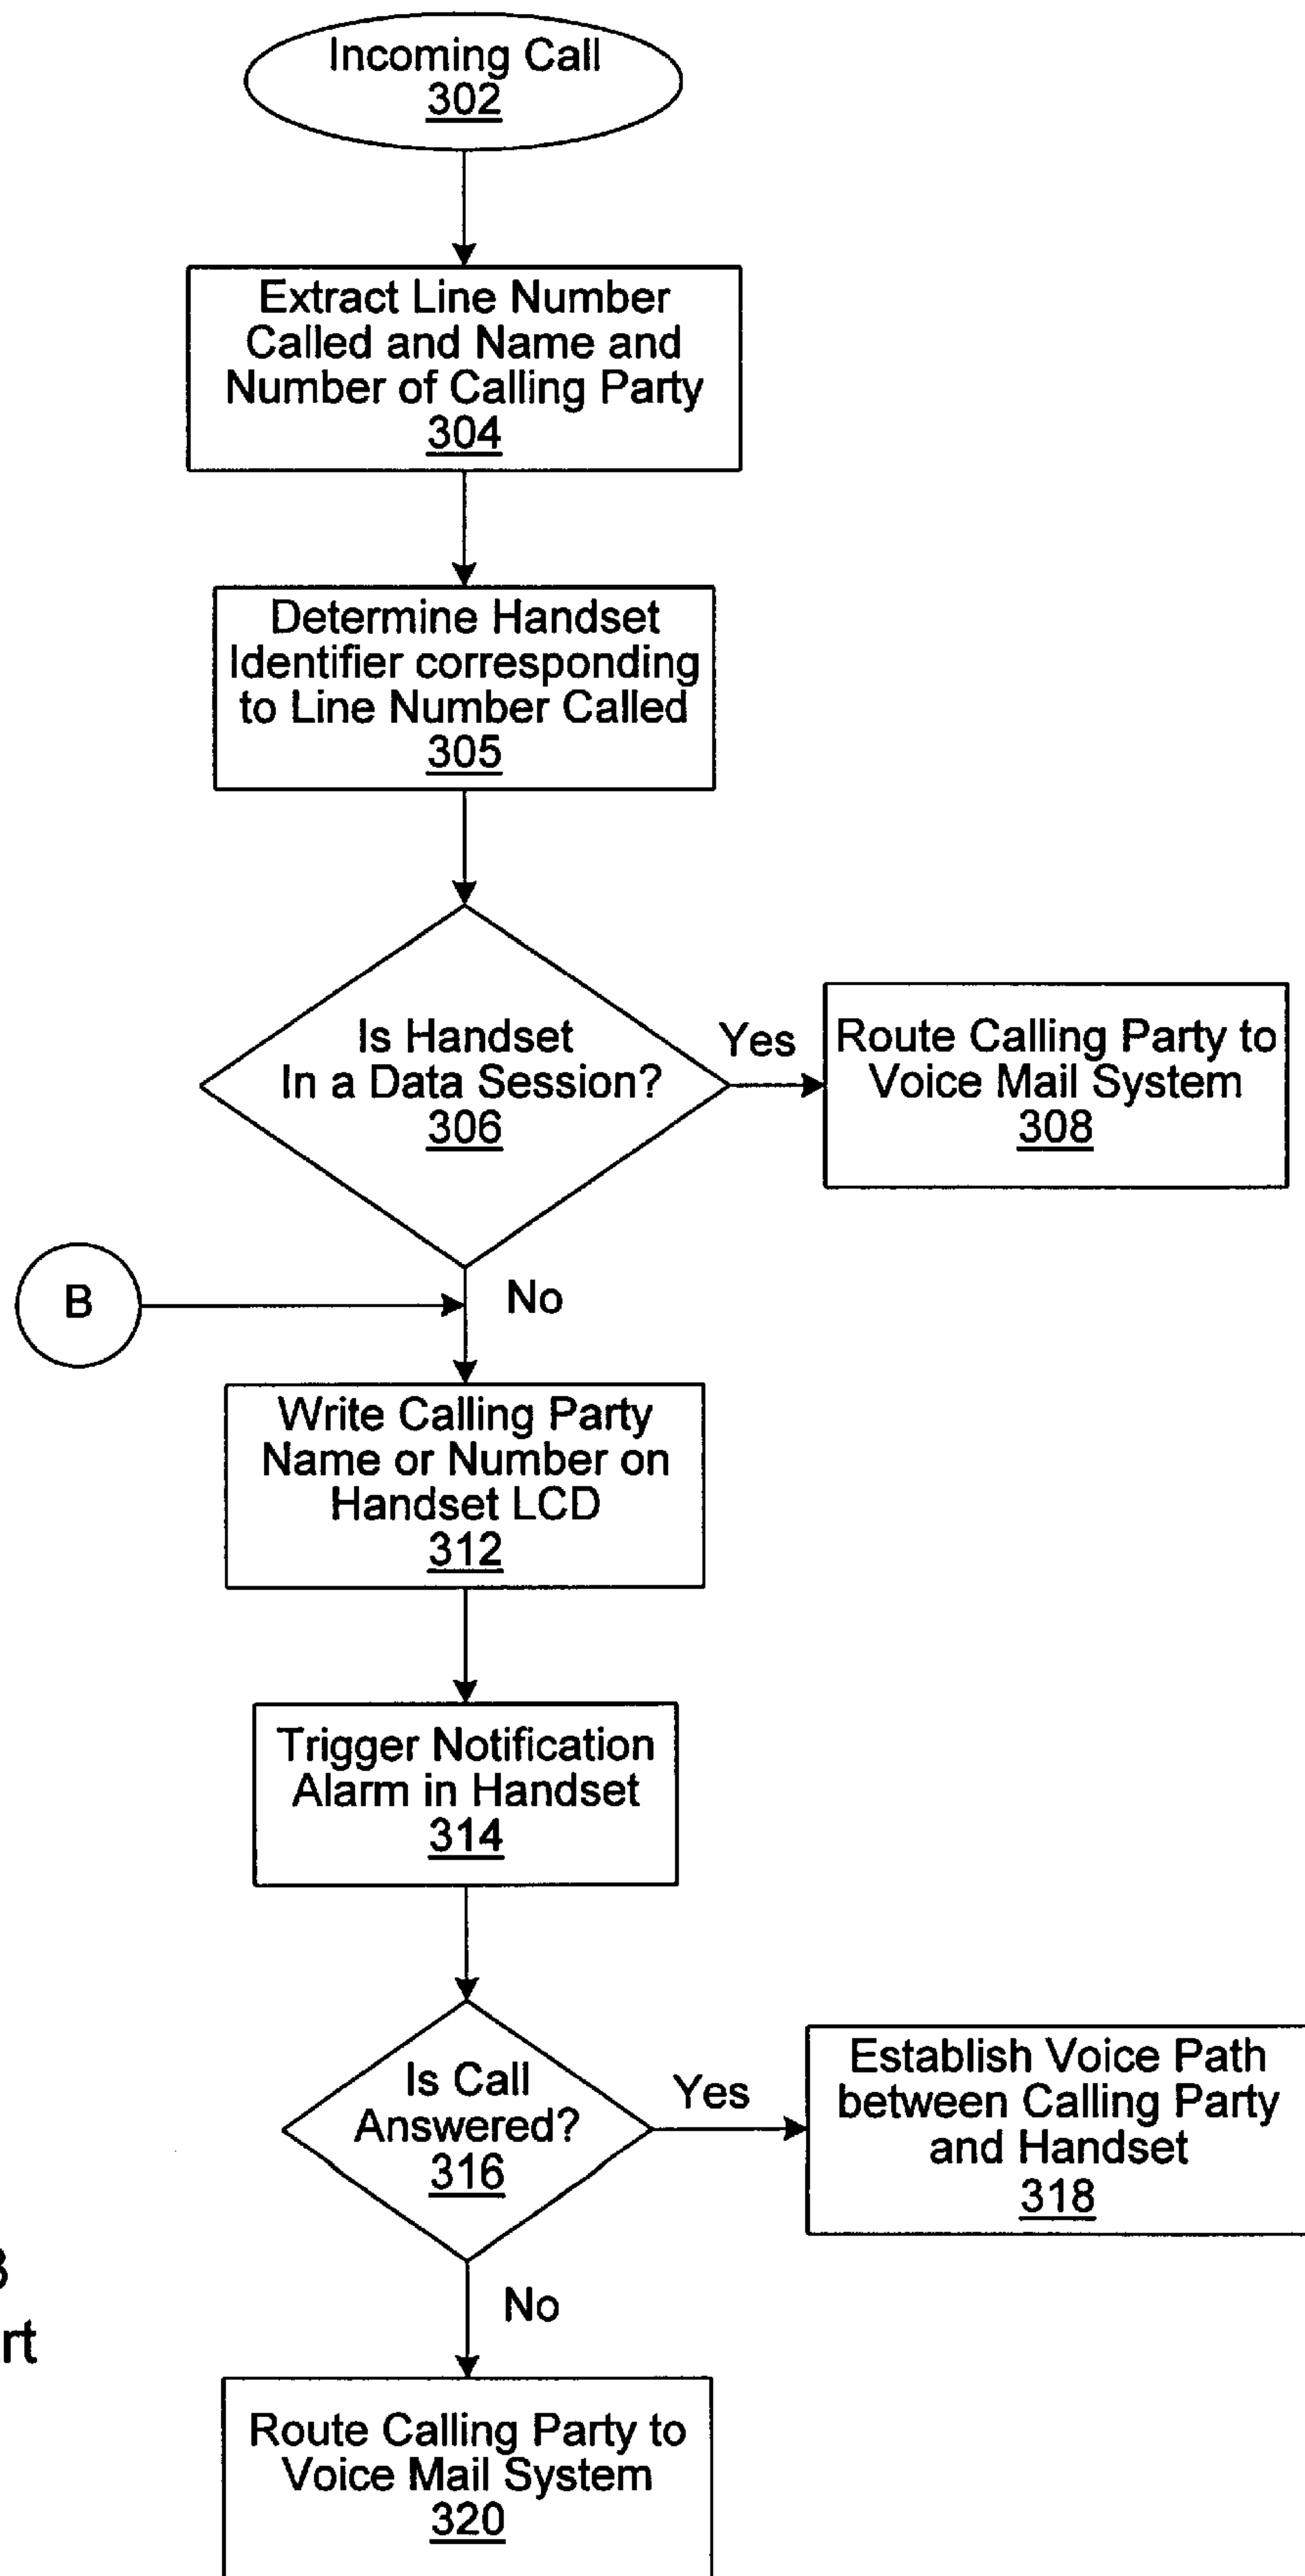 Incoming Call
302
Extract Line Number
Called and Name and
Number of Calling Party
304
Determine Handset
Identifier corresponding
to Line Number Called
305
Is Handset
In a Data Session?
306
Yes
Route Calling Party to
Voice Mail System
308
B
No
Write Calling Party
Name or Number on
Handset LCD
312
Trigger Notification
Alarm in Handset
314
Is Call
Answered?
316
Yes
Establish Voice Path
between Calling Party
and Handset
318
No
Route Calling Party to
Voice Mail System
320